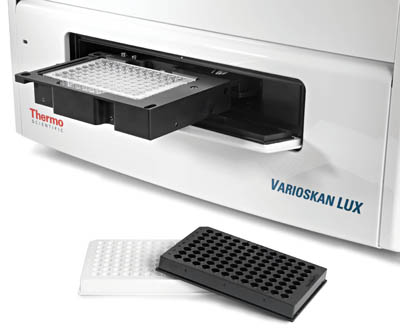 Thermo
SCIENTIFIC
VARIOSKAN LUX